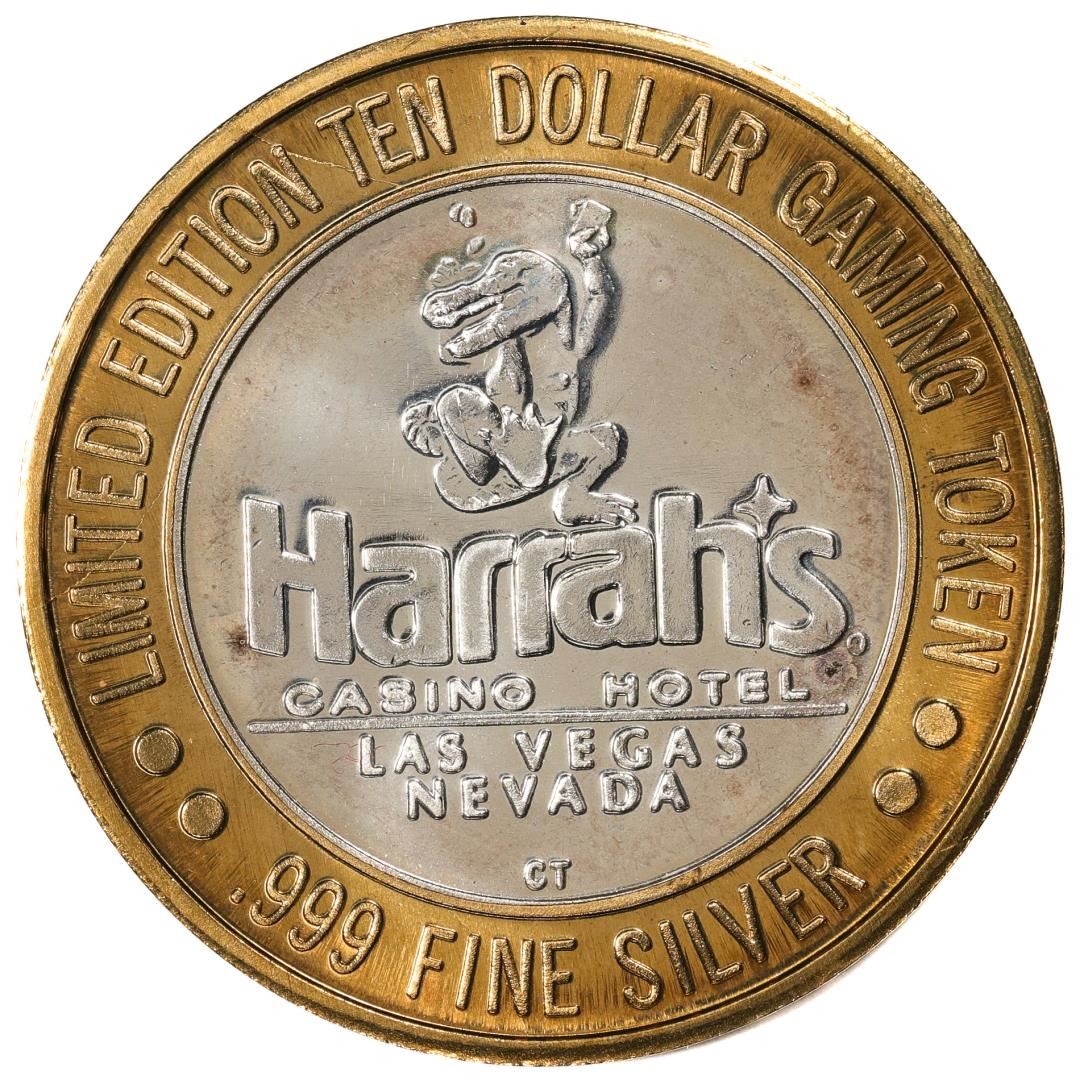 LIMITED EDITION TEN DOLLAR GAMING TOKEN
Harrah's
CASINO HOTEL
LAS VEGAS
NEVADA
CT
.999 FINE SILVER